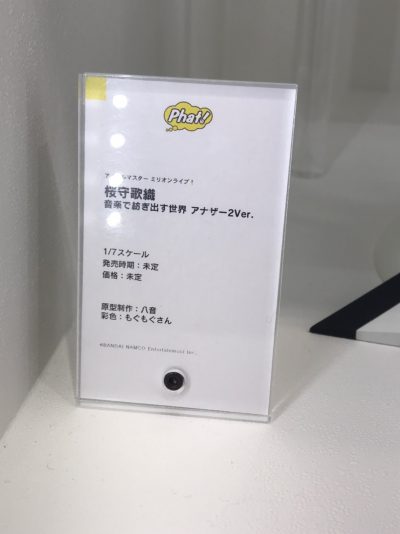 Phat!
アイドルマスター ミリオンライブ！
桜守歌織
音楽で紡ぎ出す世界 アナザー2Ver.
1/7スケール
発売時期：未定
価格：未定
原型制作：八音
彩色：もぐもぐさん
©BANDAI NAMCO Entertainment Inc.